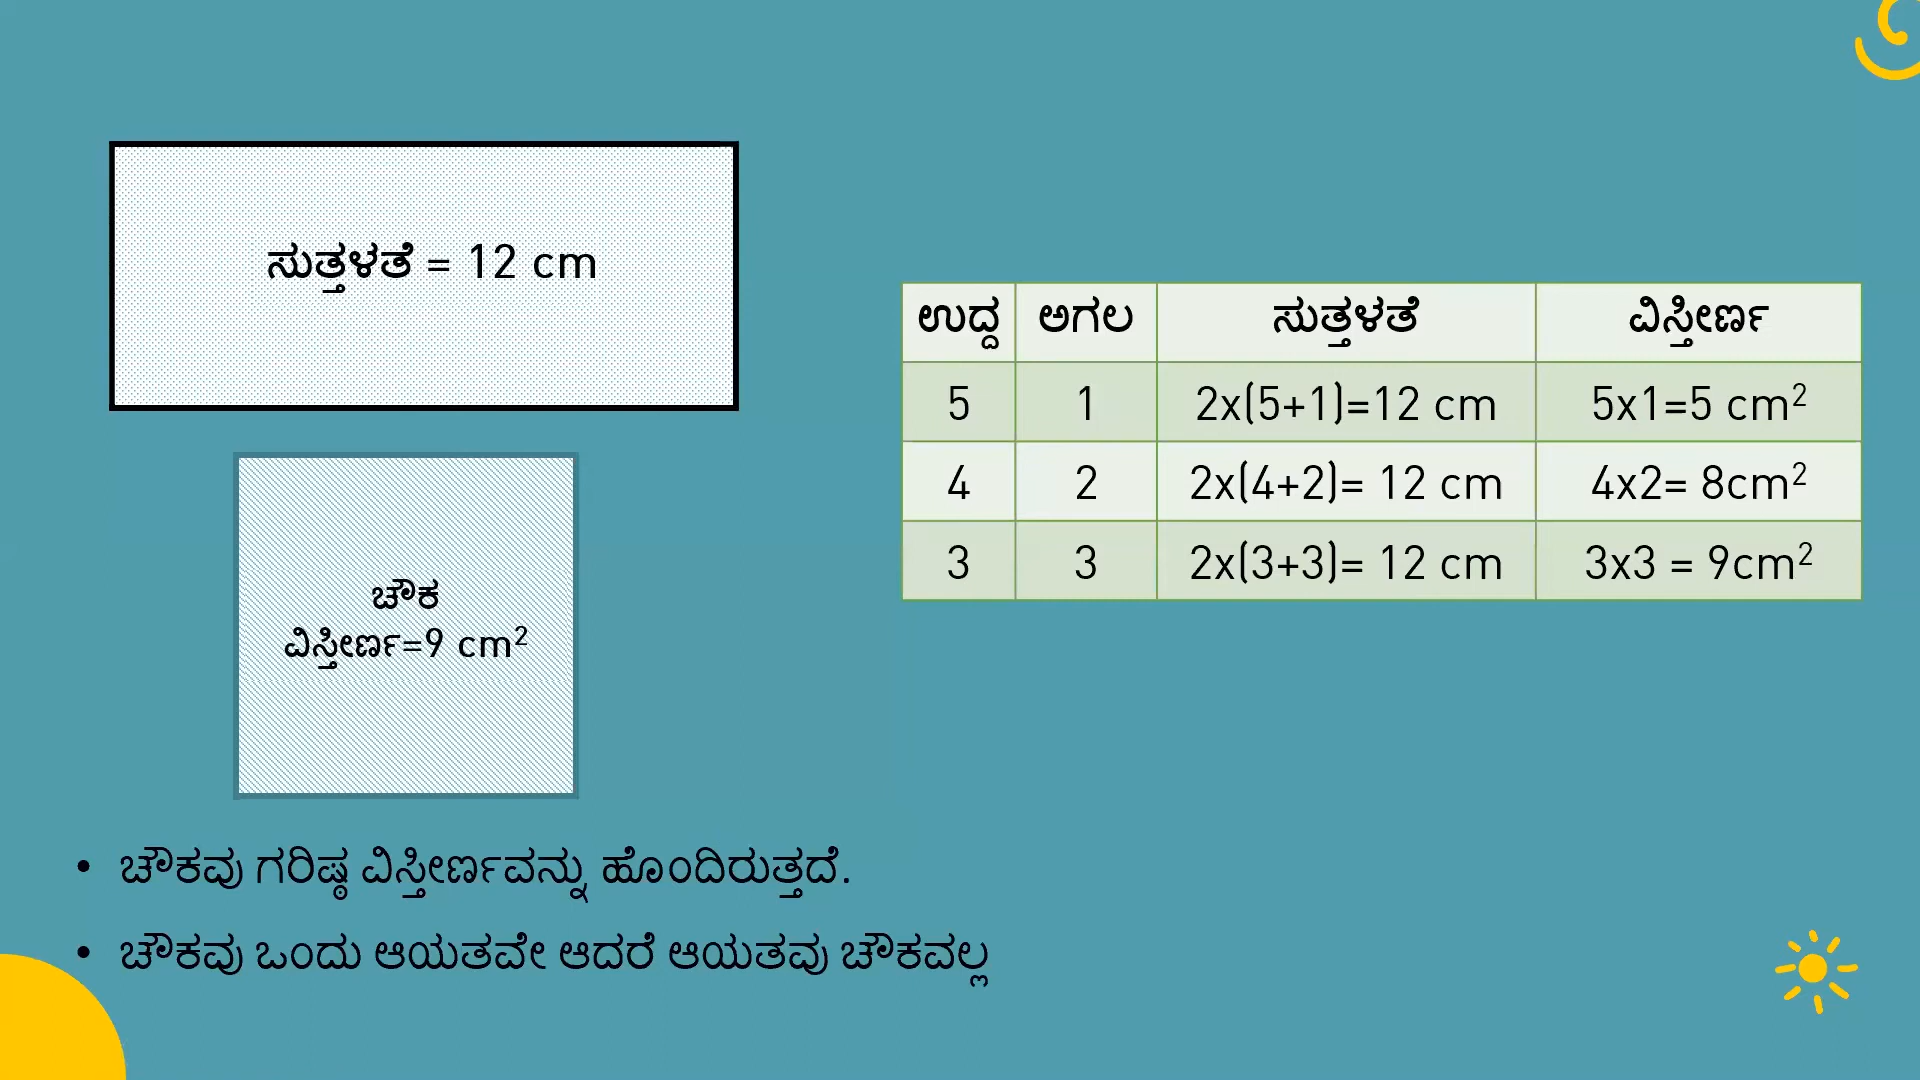 ಸುತ್ತಳತೆ = 12 cm
ಚೌಕ
ವಿಸ್ತೀರ್ಣ=9 cm²
ಉದ್ದ ಅಗಲ ಸುತ್ತಳತೆ ವಿಸ್ತೀರ್ಣ
5 1 2x(5+1)=12 cm 5x1=5 cm²
4 2 2x(4+2)= 12 cm 4x2= 8cm²
3 3 2x(3+3)= 12 cm 3x3 = 9cm²
• ಚೌಕವು ಗರಿಷ್ಠ ವಿಸ್ತೀರ್ಣವನ್ನು ಹೊಂದಿರುತ್ತದೆ.
• ಚೌಕವು ಒಂದು ಆಯತವೇ ಆದರೆ ಆಯತವು ಚೌಕವಲ್ಲ